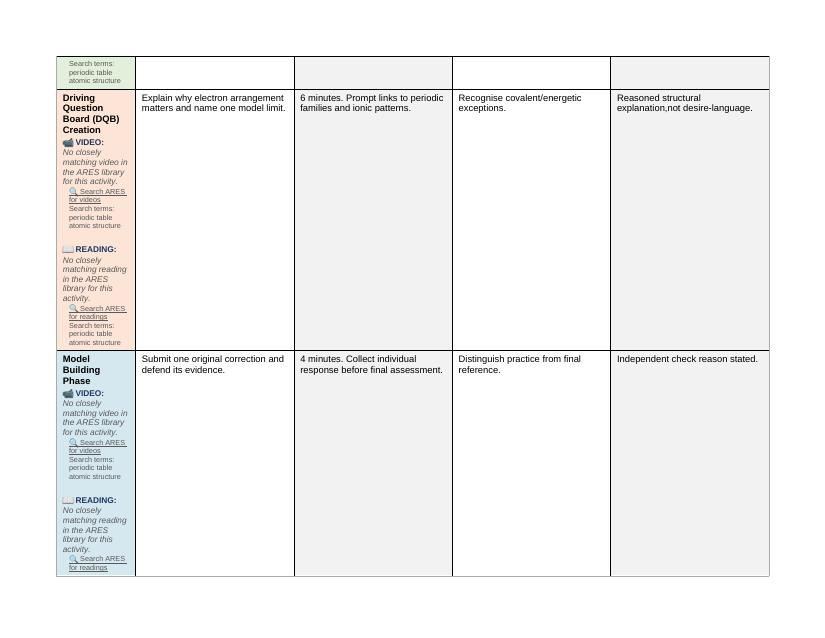 Search terms:
periodic table
atomic structure
Driving
Question
Board (DQB)
Creation
📹 VIDEO:
No closely
matching video in
the ARES library
for this activity.
🔍 Search ARES
for videos
Search terms:
periodic table
atomic structure
📖 READING:
No closely
matching reading
in the ARES
library for this
activity.
🔍 Search ARES
for readings
Search terms:
periodic table
atomic structure
Explain why electron arrangement
matters and name one model limit.
6 minutes. Prompt links to periodic
families and ionic patterns.
Recognise covalent/energetic
exceptions.
Reasoned structural
explanation,not desire-language.
Model
Building
Phase
📹 VIDEO:
No closely
matching video in
the ARES library
for this activity.
🔍 Search ARES
for videos
Search terms:
periodic table
atomic structure
📖 READING:
No closely
matching reading
in the ARES
library for this
activity.
🔍 Search ARES
for readings
Submit one original correction and
defend its evidence.
4 minutes. Collect individual
response before final assessment.
Distinguish practice from final
reference.
Independent check reason stated.